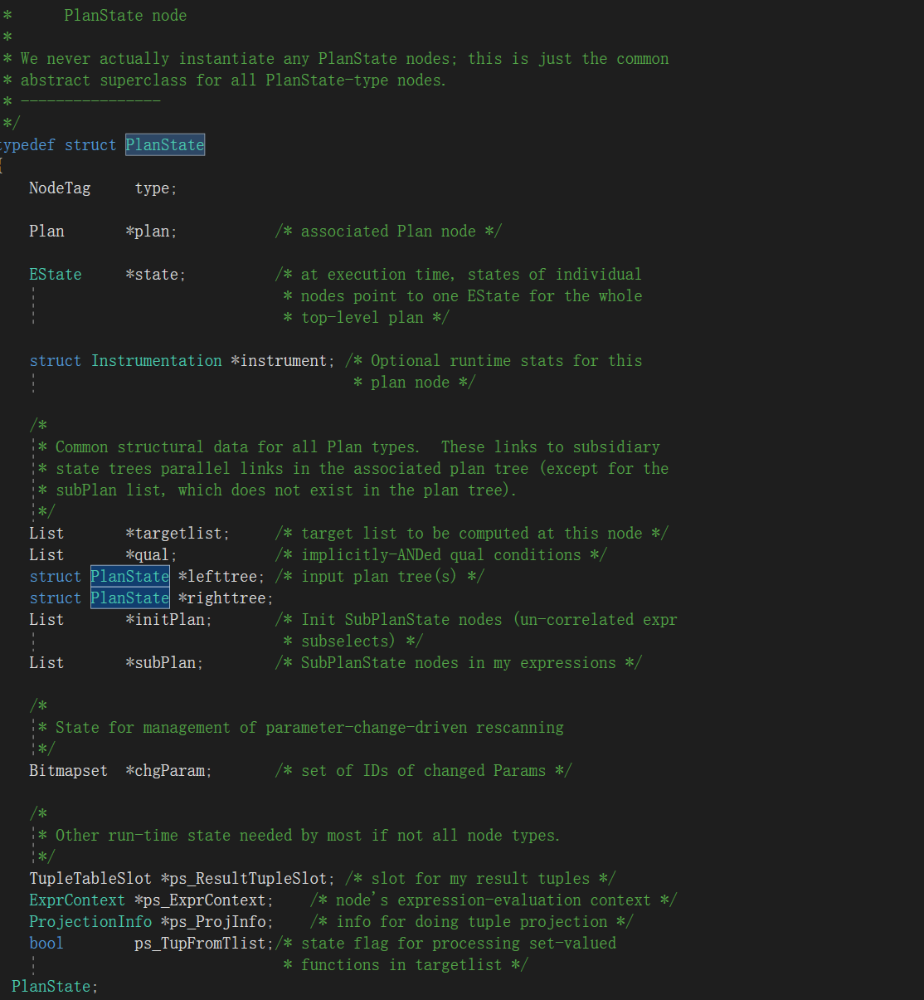 *      PlanState node
*
* We never actually instantiate any PlanState nodes; this is just the common
* abstract superclass for all PlanState-type nodes.
* ----------------
*/
typedef struct PlanState
{
NodeTag     type;
Plan       *plan;           /* associated Plan node */
EState     *state;          /* at execution time, states of individual
* nodes point to one EState for the whole
* top-level plan */
struct Instrumentation *instrument; /* Optional runtime stats for this
* plan node */
/*
* Common structural data for all Plan types.  These links to subsidiary
* state trees parallel links in the associated plan tree (except for the
* subPlan list, which does not exist in the plan tree).
*/
List       *targetlist;     /* target list to be computed at this node */
List       *qual;           /* implicitly-ANDed qual conditions */
struct PlanState *lefttree; /* input plan tree(s) */
struct PlanState *righttree;
List       *initPlan;       /* Init SubPlanState nodes (un-correlated expr
* subselects) */
List       *subPlan;        /* SubPlanState nodes in my expressions */
/*
* State for management of parameter-change-driven rescanning
*/
Bitmapset  *chgParam;       /* set of IDs of changed Params */
/*
* Other run-time state needed by most if not all node types.
*/
TupleTableSlot *ps_ResultTupleSlot; /* slot for my result tuples */
ExprContext *ps_ExprContext;    /* node's expression-evaluation context */
ProjectionInfo *ps_ProjInfo;    /* info for doing tuple projection */
bool        ps_TupFromTlist;/* state flag for processing set-valued
* functions in targetlist */
PlanState;